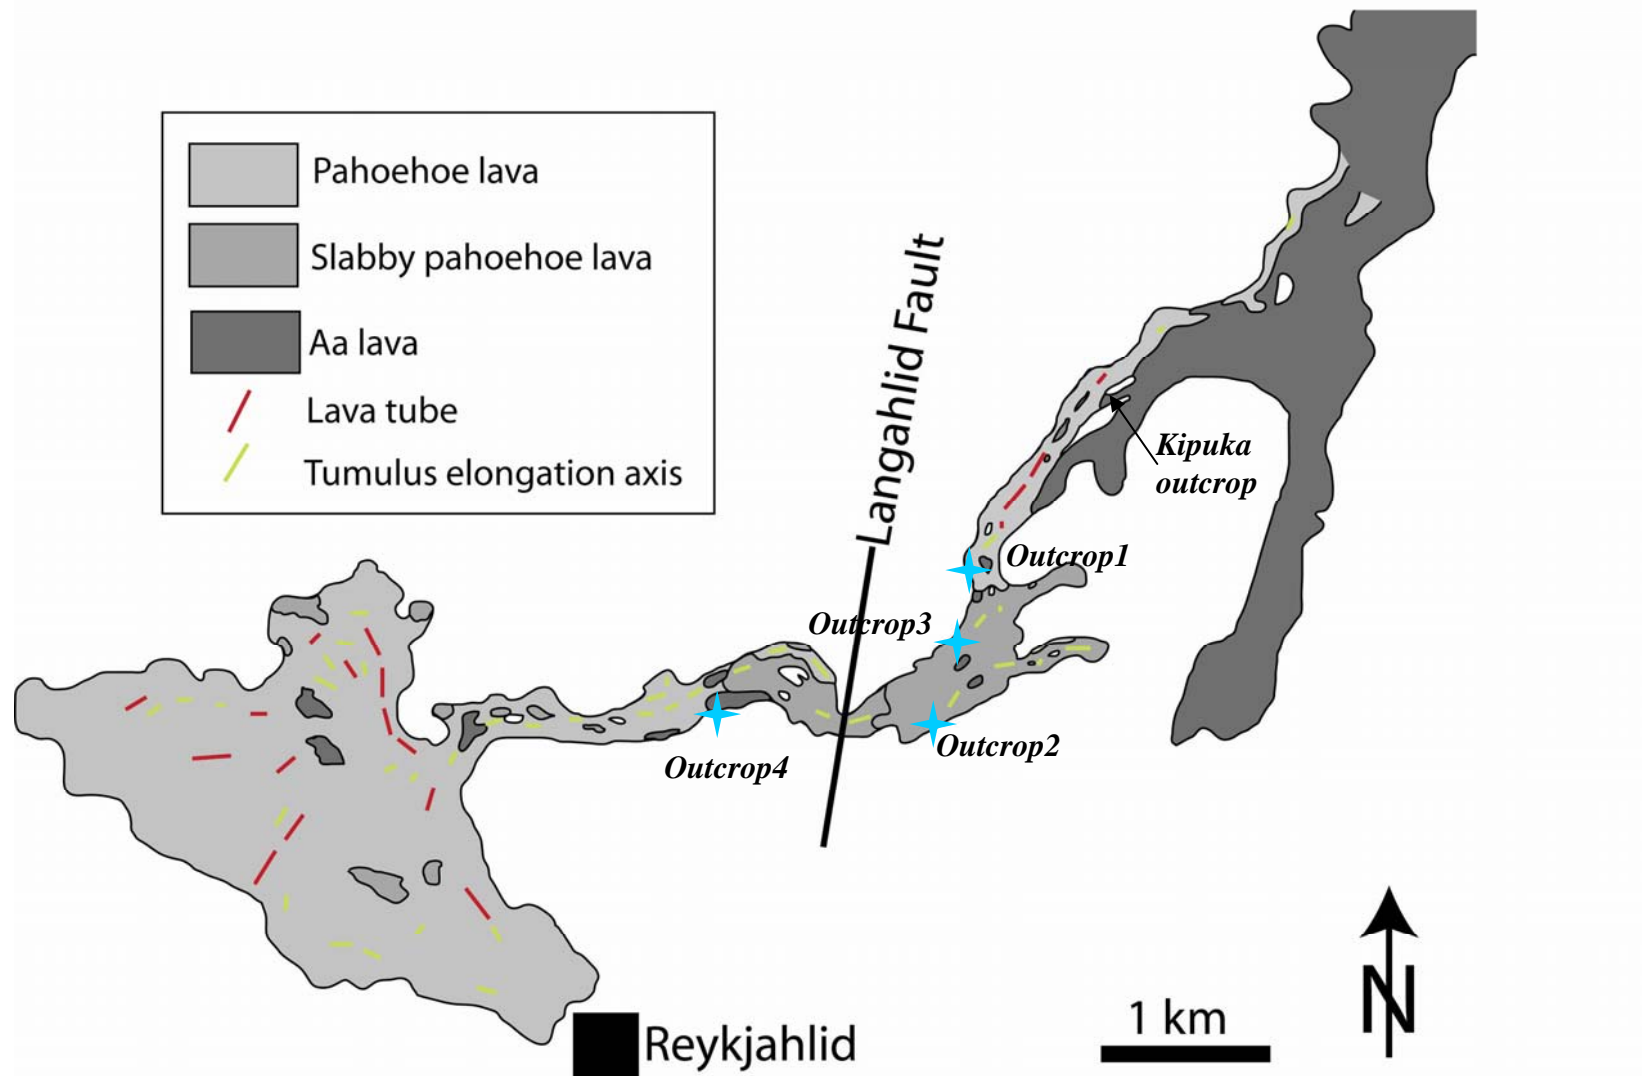 Pahoehoe lava
Slabby pahoehoe lava
Aa lava
Lava tube
Tumulus elongation axis
Langahlid Fault
Kipuka
outcrop
Outcrop1
Outcrop3
Outcrop2
Outcrop4
1 km
N
Reykjahlid